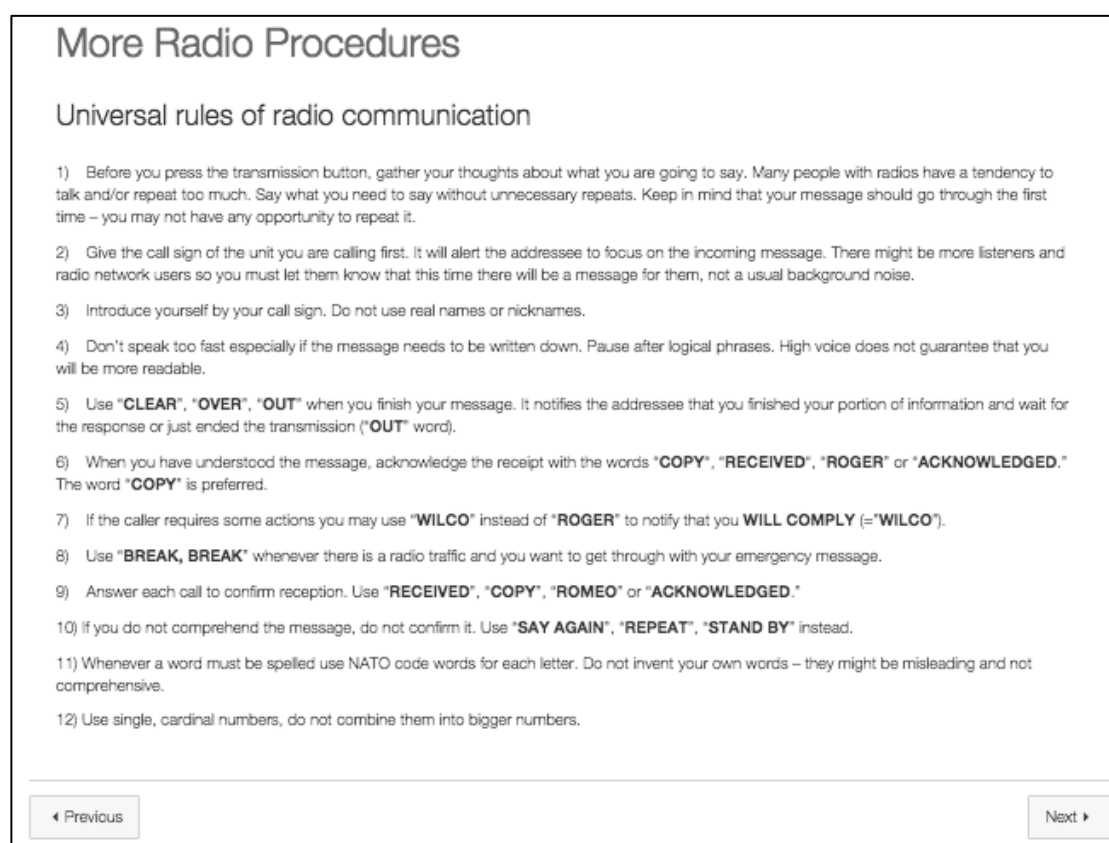 More Radio Procedures
Universal rules of radio communication
1) Before you press the transmission button, gather your thoughts about what you are going to say. Many people with radios have a tendency to
talk and/or repeat too much. Say what you need to say without unnecessary repeats. Keep in mind that your message should go through the first
time – you may not have any opportunity to repeat it.
2) Give the call sign of the unit you are calling first. It will alert the addressee to focus on the incoming message. There might be more listeners and
radio network users so you must let them know that this time there will be a message for them, not a usual background noise.
3) Introduce yourself by your call sign. Do not use real names or nicknames.
4) Don't speak too fast especially if the message needs to be written down. Pause after logical phrases. High voice does not guarantee that you
will be more readable.
5) Use "CLEAR", "OVER", "OUT" when you finish your message. It notifies the addressee that you finished your portion of information and wait for
the response or just ended the transmission ("OUT" word).
6) When you have understood the message, acknowledge the receipt with the words "COPY", "RECEIVED", "ROGER" or "ACKNOWLEDGED."
The word "COPY" is preferred.
7) If the caller requires some actions you may use "WILCO" instead of "ROGER" to notify that you WILL COMPLY (="WILCO").
8) Use "BREAK, BREAK" whenever there is a radio traffic and you want to get through with your emergency message.
9) Answer each call to confirm reception. Use "RECEIVED", "COPY", "ROMEO" or "ACKNOWLEDGED."
10) If you do not comprehend the message, do not confirm it. Use "SAY AGAIN", "REPEAT", "STAND BY" instead.
11) Whenever a word must be spelled use NATO code words for each letter. Do not invent your own words – they might be misleading and not
comprehensive.
12) Use single, cardinal numbers, do not combine them into bigger numbers.
Previous
Next